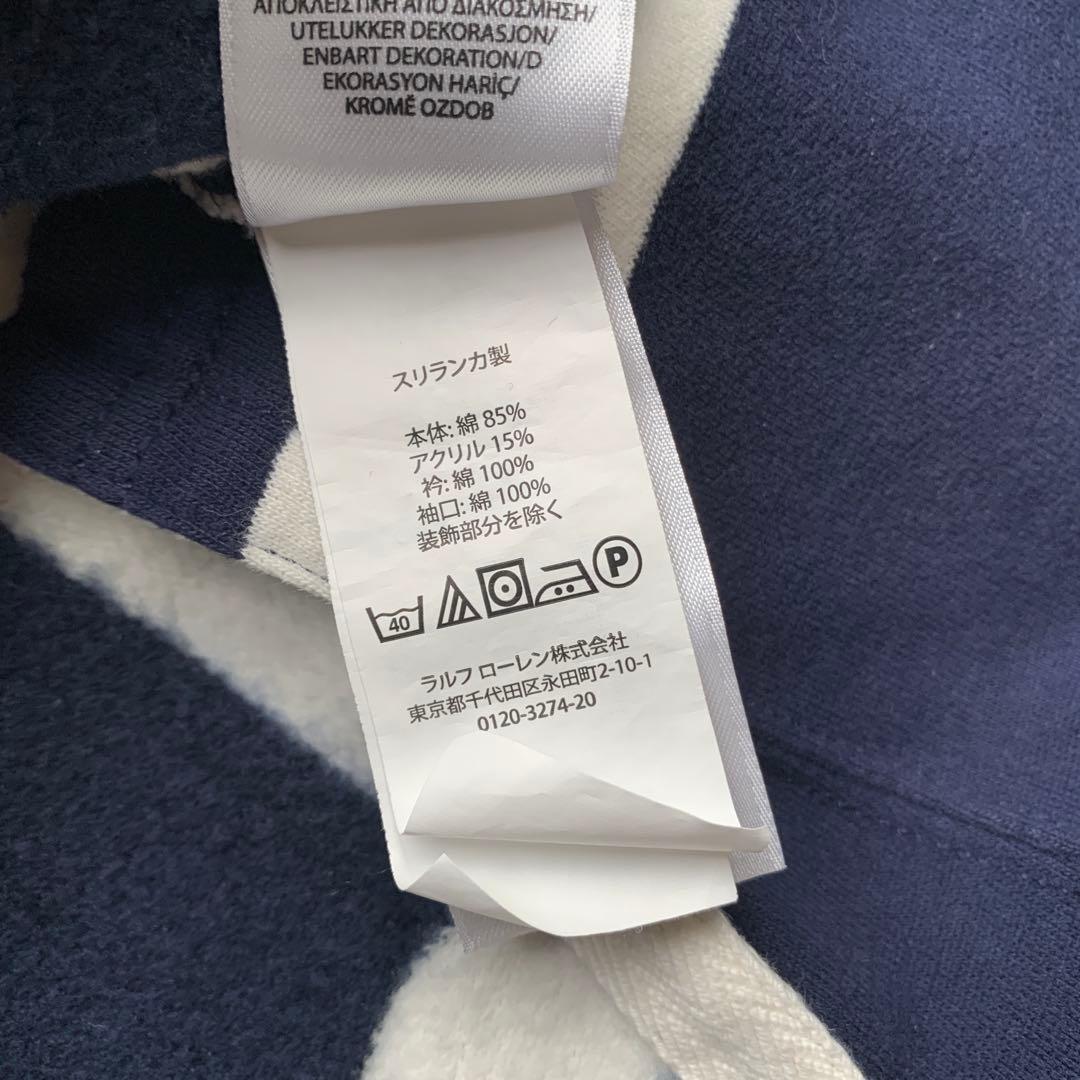 ΑΠΟΚΛΕΙΣΤΙΚΗ ΑΠΟ ΔΙΑΚΟΣΜΗΣΗ/
UTELUKKER DEKORASJON/
ENBART DEKORATION/D
EKORASYON HARİÇ/
KROMĚ OZDOB
スリランカ製
本体: 綿 85%
アクリル 15%
衿: 綿 100%
袖口: 綿 100%
装飾部分を除く
40 P
ラルフ ローレン株式会社
東京都千代田区永田町2-10-1
0120-3274-20